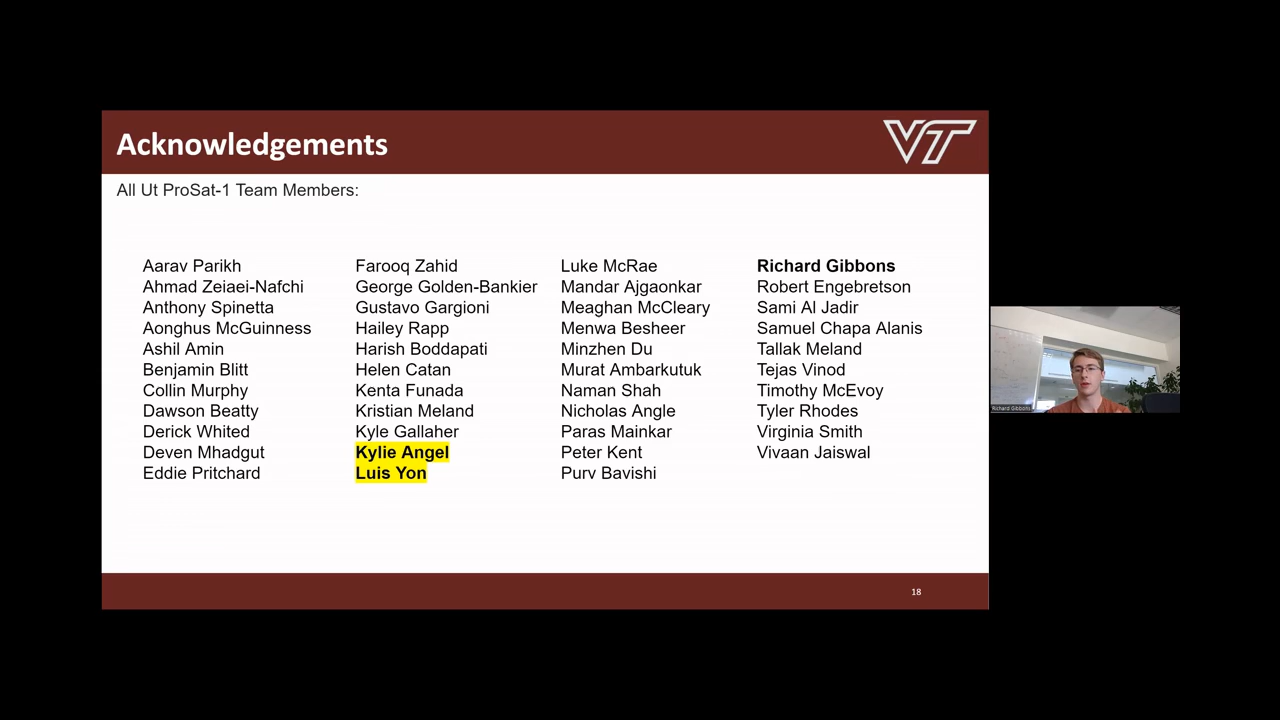 Acknowledgements
VT
All Ut ProSat-1 Team Members:
Aarav Parikh
Ahmad Zeiaei-Nafchi
Anthony Spinetta
Aonghus McGuinness
Ashil Amin
Benjamin Blitt
Collin Murphy
Dawson Beatty
Derick Whited
Deven Mhadgut
Eddie Pritchard
Farooq Zahid
George Golden-Bankier
Gustavo Gargioni
Hailey Rapp
Harish Boddapati
Helen Catan
Kenta Funada
Kristian Meland
Kyle Gallaher
Kylie Angel
Luis Yon
Luke McRae
Mandar Ajgaonkar
Meaghan McCleary
Menwa Besheer
Minzhen Du
Murat Ambarkutuk
Naman Shah
Nicholas Angle
Paras Mainkar
Peter Kent
Purv Bavishi
Richard Gibbons
Robert Engebretson
Sami Al Jadir
Samuel Chapa Alanis
Tallak Meland
Tejas Vinod
Timothy McEvoy
Tyler Rhodes
Virginia Smith
Vivaan Jaiswal
Richard Gibbons
18